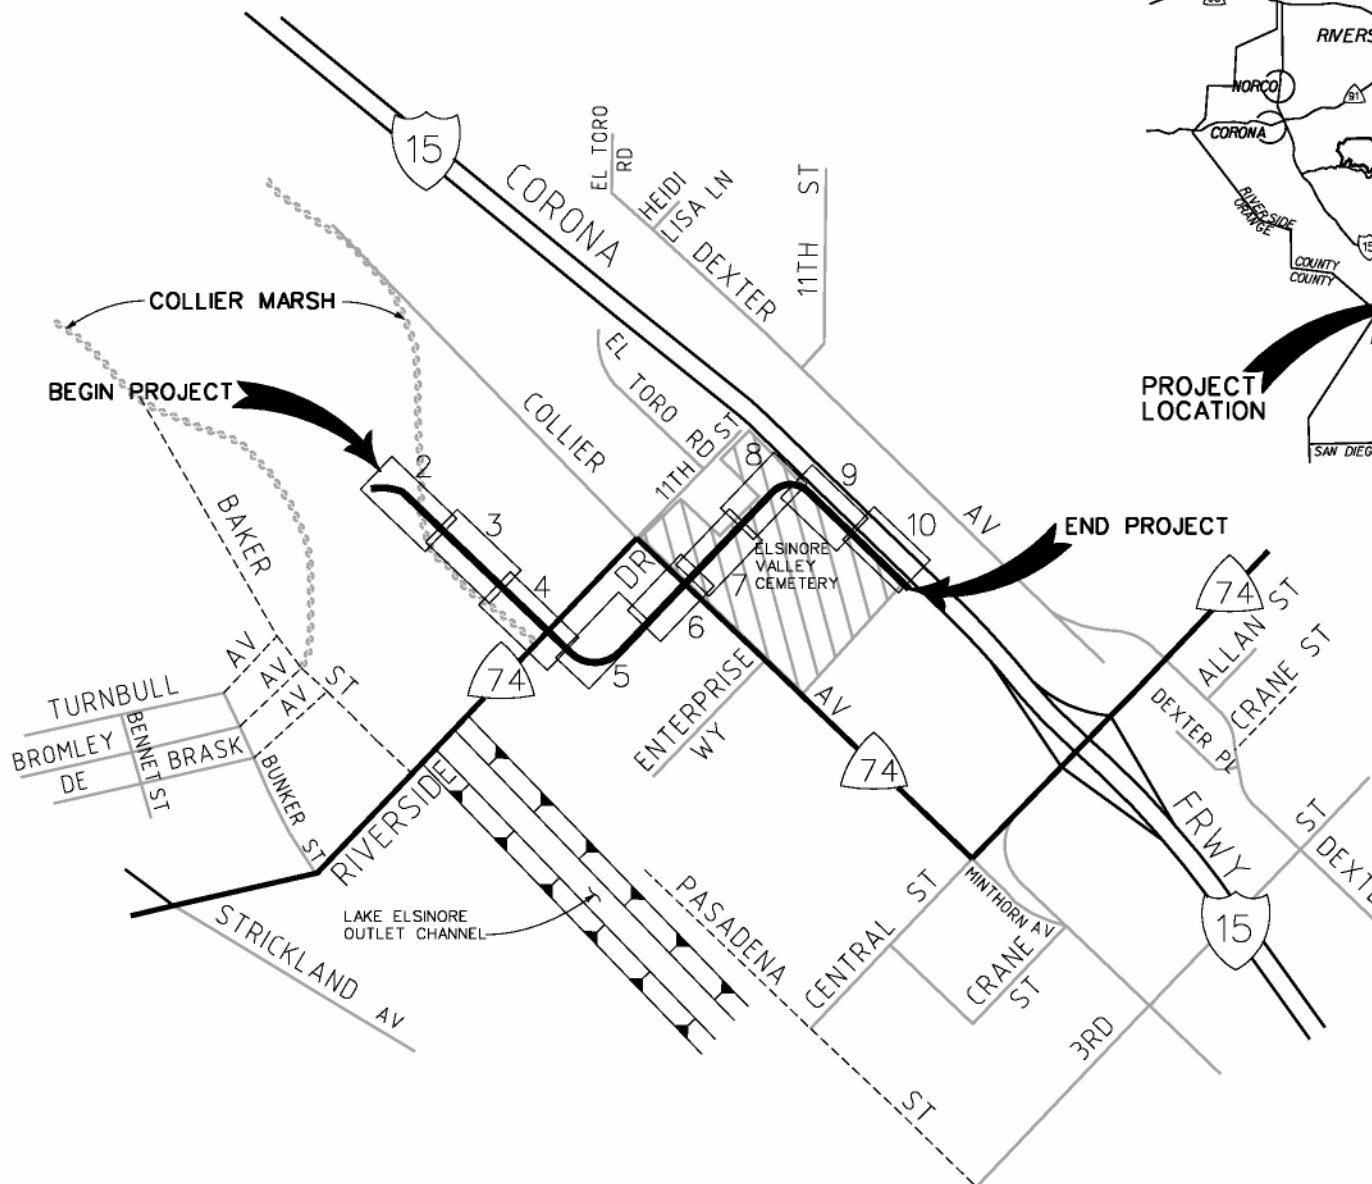 RIVERS
NORCO
91
CORONA
RIVERSIDE
ORANGE
COUNTY
COUNTY
15
PROJECT
LOCATION
SAN DIEG
15
CORONA
FRWY
15
EL TORO
RD
HEIDI
LISA LN
DEXTER
AV
11TH ST
COLLIER MARSH
BEGIN PROJECT
EL TORO RD
11TH ST
COLLIER
AV
2
3
4
5
6
7
8
9
10
ELSINORE
VALLEY
CEMETERY
END PROJECT
74
ALLAN ST
CRANE ST
DEXTER PL
BAKER
ST
74
RIVERSIDE
DR
ENTERPRISE
WY
74
TURNBULL
AV
BROMLEY
AV
DE BRASK
AV
BENNET ST
BUNKER ST
STRICKLAND AV
LAKE ELSINORE
OUTLET CHANNEL
PASADENA
ST
CENTRAL ST
MINTHORN AV
CRANE
ST
3RD
ST
DEXTE